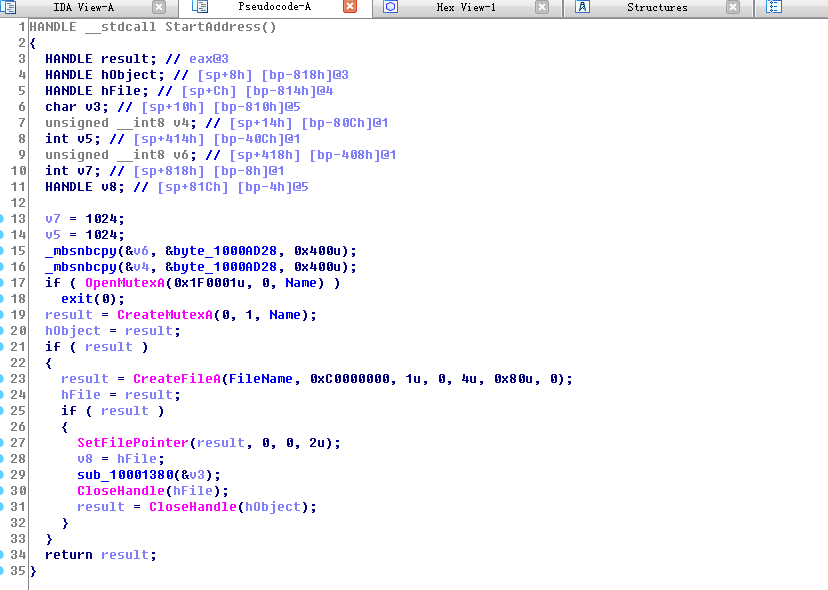 IDA View-A Pseudocode-A Hex View-1 Structures
1 HANDLE __stdcall StartAddress()
2 {
3   HANDLE result; // eax@3
4   HANDLE hObject; // [sp+8h] [bp-818h]@3
5   HANDLE hFile; // [sp+Ch] [bp-814h]@4
6   char v3; // [sp+10h] [bp-810h]@5
7   unsigned __int8 v4; // [sp+14h] [bp-80Ch]@1
8   int v5; // [sp+414h] [bp-40Ch]@1
9   unsigned __int8 v6; // [sp+418h] [bp-408h]@1
10   int v7; // [sp+818h] [bp-8h]@1
11   HANDLE v8; // [sp+81Ch] [bp-4h]@5
12
13   v7 = 1024;
14   v5 = 1024;
15   _mbsnbcpy(&v6, &byte_1000AD28, 0x400u);
16   _mbsnbcpy(&v4, &byte_1000AD28, 0x400u);
17   if ( OpenMutexA(0x1F0001u, 0, Name) )
18     exit(0);
19   result = CreateMutexA(0, 1, Name);
20   hObject = result;
21   if ( result )
22   {
23     result = CreateFileA(FileName, 0xC0000000, 1u, 0, 4u, 0x80u, 0);
24     hFile = result;
25     if ( result )
26     {
27       SetFilePointer(result, 0, 0, 2u);
28       v8 = hFile;
29       sub_10001380(&v3);
30       CloseHandle(hFile);
31       result = CloseHandle(hObject);
32     }
33   }
34   return result;
35 }